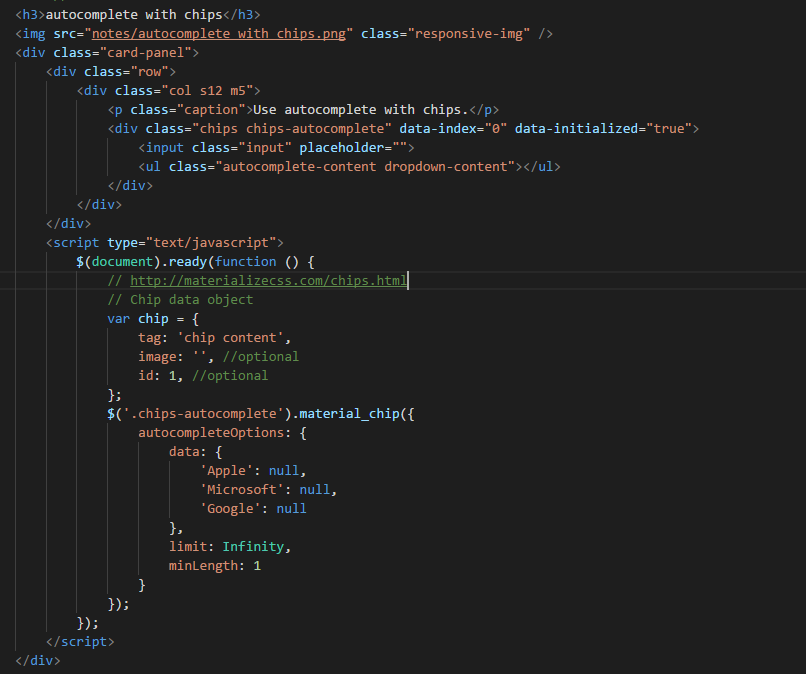 <h3>autocomplete with chips</h3>
<img src="notes/autocomplete with chips.png" class="responsive-img" />
<div class="card-panel">
    <div class="row">
        <div class="col s12 m5">
            <p class="caption">Use autocomplete with chips.</p>
            <div class="chips chips-autocomplete" data-index="0" data-initialized="true">
                <input class="input" placeholder="">
                <ul class="autocomplete-content dropdown-content"></ul>
            </div>
        </div>
    </div>
    <script type="text/javascript">
        $(document).ready(function () {
            // http://materializecss.com/chips.html
            // Chip data object
            var chip = {
                tag: 'chip content',
                image: '', //optional
                id: 1, //optional
            };
            $('.chips-autocomplete').material_chip({
                autocompleteOptions: {
                    data: {
                        'Apple': null,
                        'Microsoft': null,
                        'Google': null
                    },
                    limit: Infinity,
                    minLength: 1
                }
            });
        });
    </script>
</div>